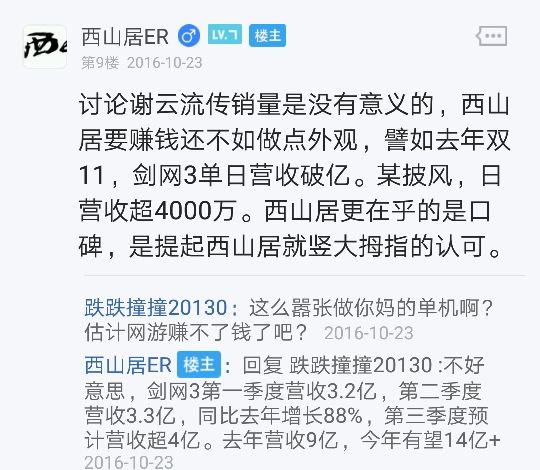 西山居ER LV.7 楼主
第9楼 2016-10-23
讨论谢云流传销量是没有意义的，西山
居要赚钱还不如做点外观，譬如去年双
11，剑网3单日营收破亿。某披风，日
营收超4000万。西山居更在乎的是口
碑，是提起西山居就竖大拇指的认可。
跌跌撞撞20130：这么嚣张做你妈的单机啊？
估计网游赚不了钱了吧？ 2016-10-23
西山居ER 楼主：回复 跌跌撞撞20130 :不好
意思，剑网3第一季度营收3.2亿，第二季度
营收3.3亿，同比去年增长88%，第三季度预
计营收超4亿。去年营收9亿，今年有望14亿+
2016-10-23